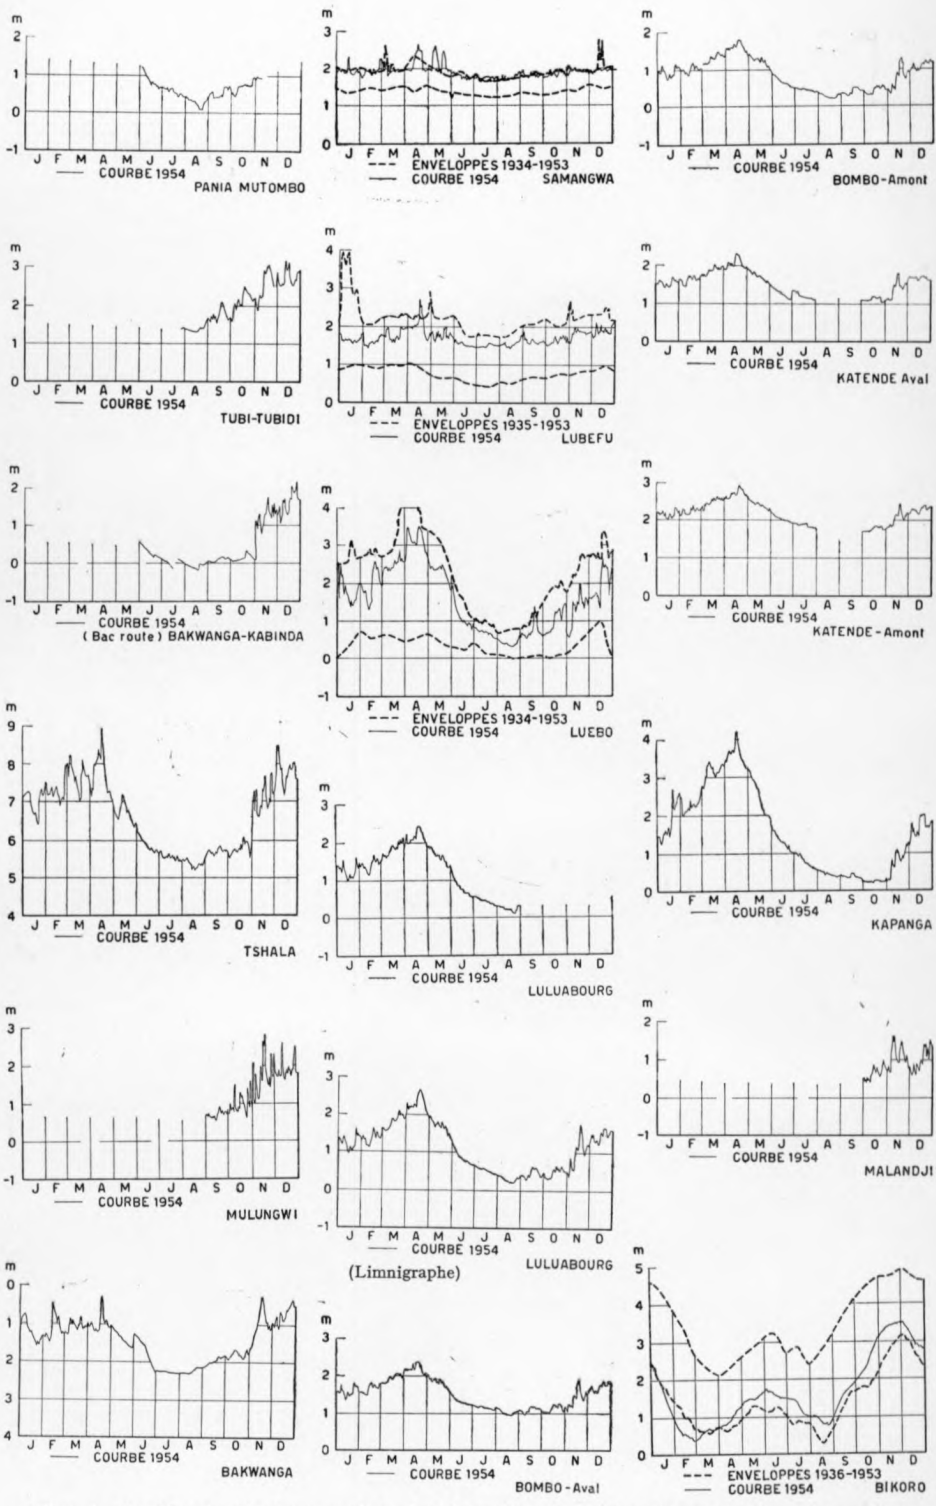 m
2
1
0
-1
J F M A M J J A S O N D
COURBE 1954
PANIA MUTOMBO
m
3
2
1
0
J F M A M J J A S O N D
ENVELOPPES 1934-1953
COURBE 1954 SAMANGWA
m
2
1
0
-1
J F M A M J J A S O N D
COURBE 1954
BOMBO-Amont
m
3
2
1
0
J F M A M J J A S O N D
COURBE 1954
TUBI-TUBIDI
m
4
3
2
1
0
J F M A M J J A S O N D
ENVELOPPES 1935-1953
COURBE 1954 LUBEFU
m
3
2
1
0
J F M A M J J A S O N D
COURBE 1954
KATENDE Aval
m
2
1
0
-1
J F M A M J J A S O N D
COURBE 1954
(Bac route) BAKWANGA-KABINDA
m
4
3
2
1
0
-1
J F M A M J J A S O N D
ENVELOPPES 1934-1953
COURBE 1954 LUEBO
m
3
2
1
0
J F M A M J J A S O N D
COURBE 1954
KATENDE-Amont
m
9
8
7
6
5
4
J F M A M J J A S O N D
COURBE 1954
TSHALA
m
3
2
1
0
-1
J F M A M J J A S O N D
COURBE 1954
LULUABOURG
m
4
3
2
1
0
J F M A M J J A S O N D
COURBE 1954
KAPANGA
m
3
2
1
0
-1
J F M A M J J A S O N D
COURBE 1954
MULUNGWI
m
3
2
1
0
-1
J F M A M J J A S O N D
COURBE 1954
(Limnigraphe) LULUABOURG
m
2
1
0
-1
J F M A M J J A S O N D
COURBE 1954
MALANDJI
m
0
1
2
3
4
J F M A M J J A S O N D
COURBE 1954
BAKWANGA
m
3
2
1
0
J F M A M J J A S O N D
COURBE 1954
BOMBO-Aval
m
5
4
3
2
1
0
J F M A M J J A S O N D
ENVELOPPES 1936-1953
COURBE 1954 BIKORO